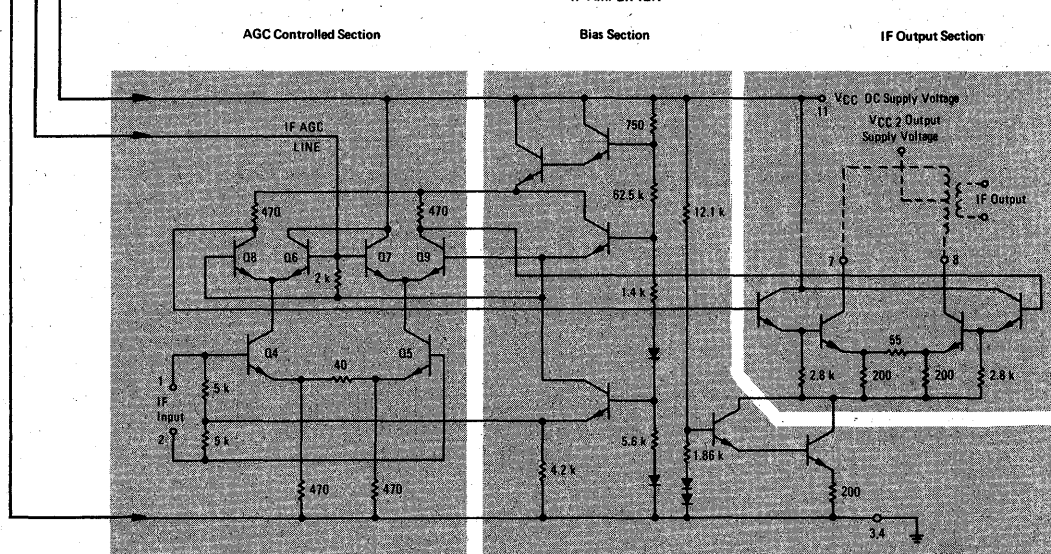 AGC Controlled Section
Bias Section
IF Output Section
VCC DC Supply Voltage
11
VCC 2 Output
Supply Voltage
IF AGC
LINE
750
62.5 k
12.1 k
IF Output
470
470
Q8
Q6
Q7
Q9
2 k
7
8
1.4 k
Q4
Q5
40
55
1
5 k
IF
Input
2
5 k
2.8 k
200
200
2.8 k
5.6 k
1.86 k
4.2 k
470
470
200
3,4